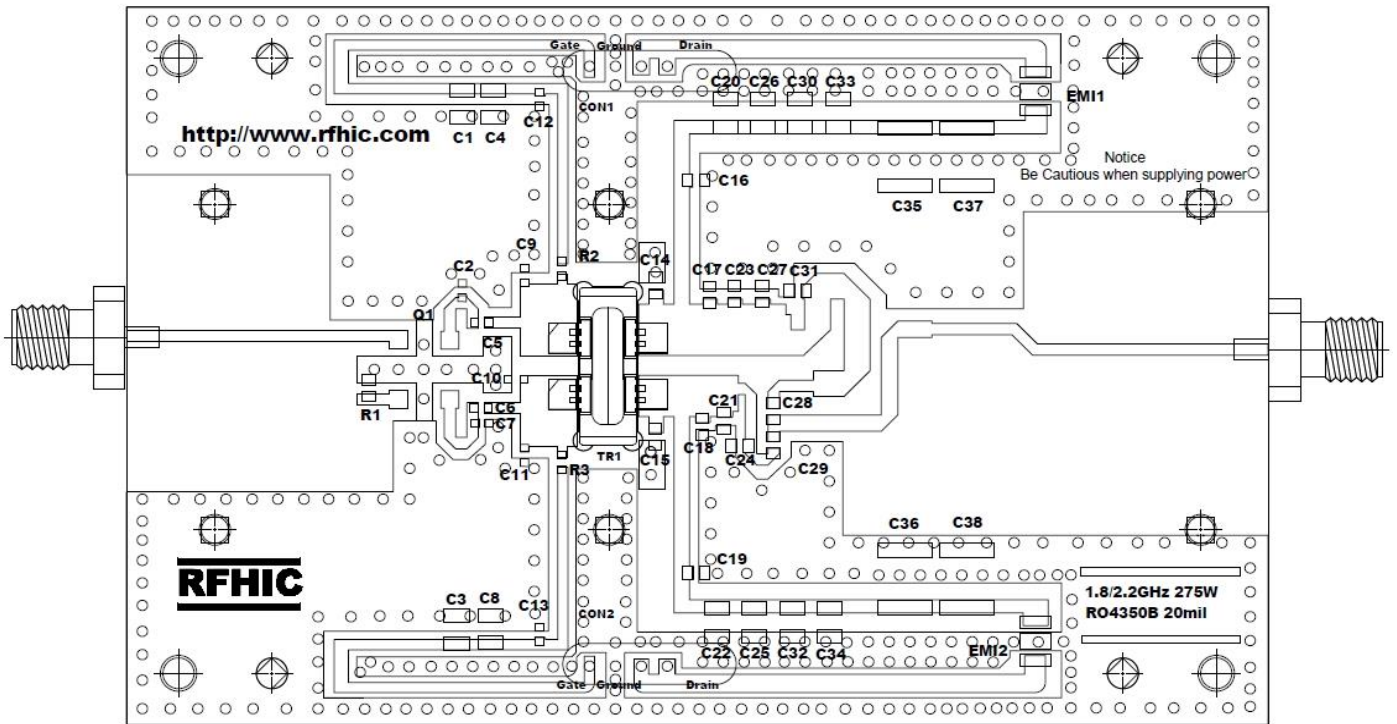 Gate Ground Drain
C20 C26 C30 C33
EMI1
CON1
C12
http://www.rfhic.com
C1 C4
Notice
Be Cautious when supplying power
C16
C35 C37
C9
R2
C14
C2
C17 C23 C27 C31
Q1
C5
C10
R1
C6
C7
C21
C28
C18
C24
TR1
C15
C29
C11
R3
C36 C38
C19
RFHIC
1.8/2.2GHz 275W
RO4350B 20mil
C3 C8
C13
CON2
C22 C25 C32 C34
EMI2
Gate Ground Drain